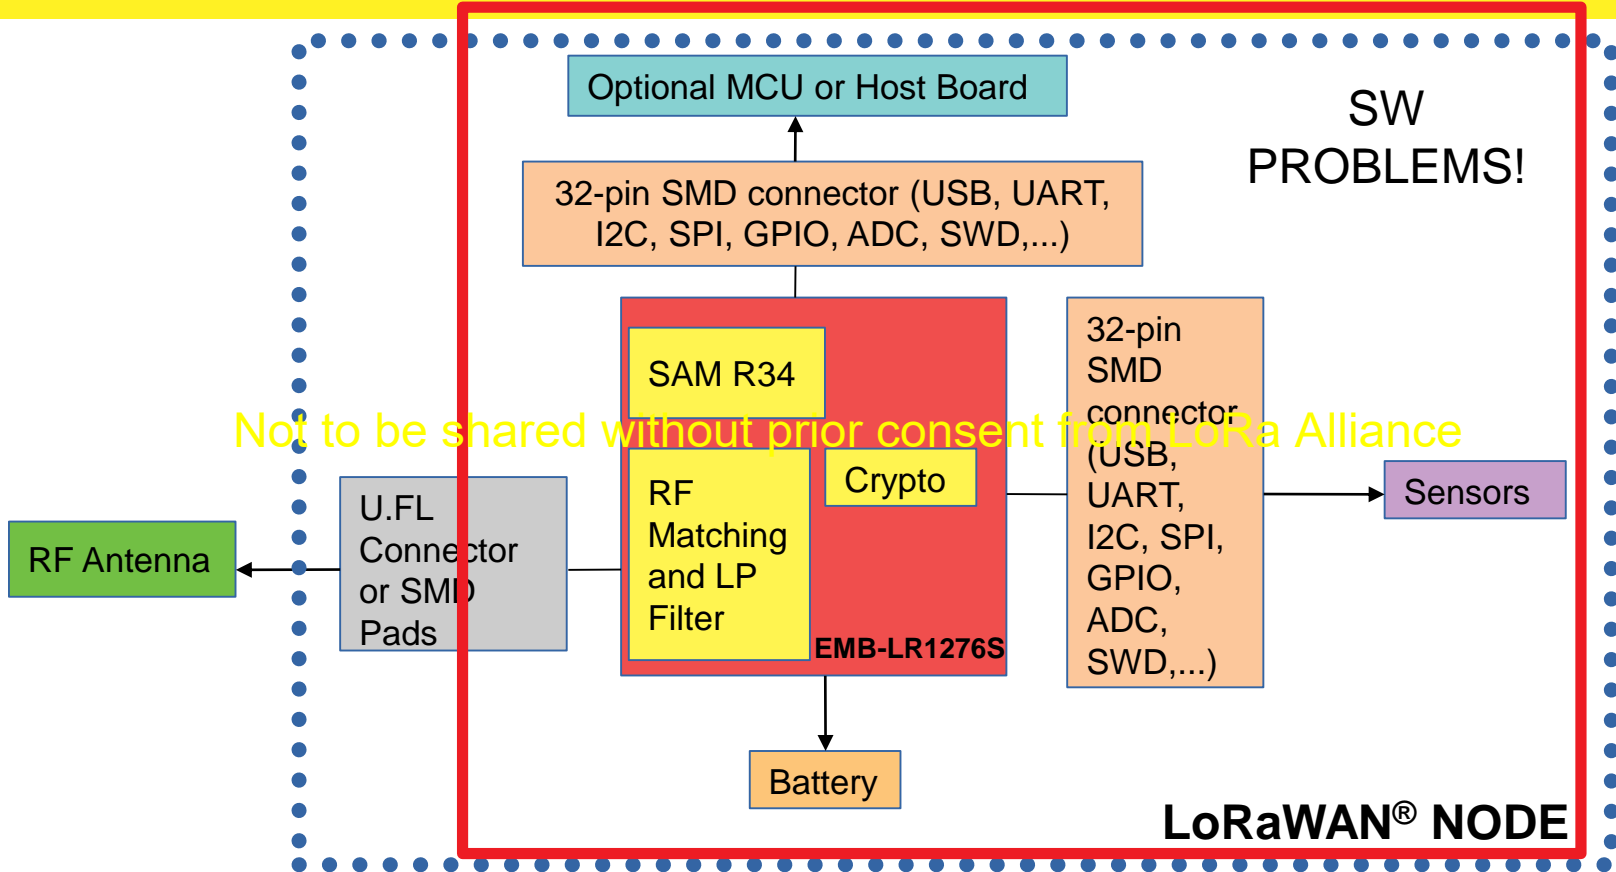 Optional MCU or Host Board
SW
PROBLEMS!
32-pin SMD connector (USB, UART,
I2C, SPI, GPIO, ADC, SWD,...)
SAM R34
32-pin
SMD
connector
(USB,
UART,
I2C, SPI,
GPIO,
ADC,
SWD,...)
Not to be shared without prior consent from LoRa Alliance
Crypto
RF
Matching
and LP
Filter
EMB-LR1276S
Sensors
U.FL
Connector
or SMD
Pads
RF Antenna
Battery
LoRaWAN® NODE